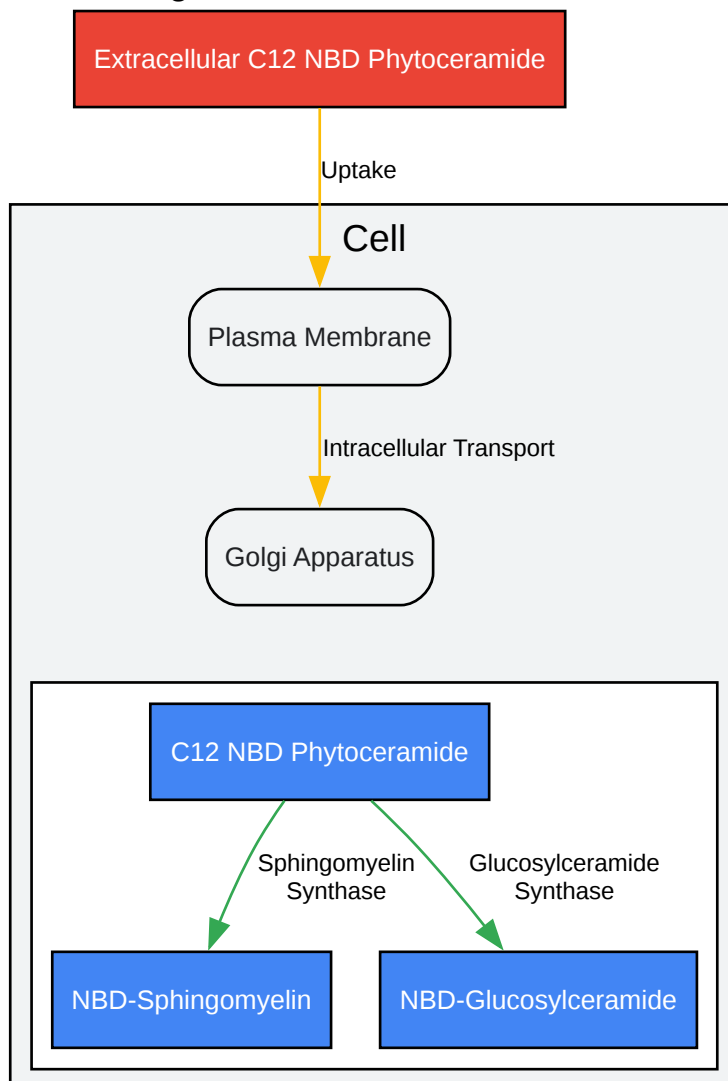 Extracellular C12 NBD Phytoceramide
Uptake
Cell
Plasma Membrane
Intracellular Transport
Golgi Apparatus
C12 NBD Phytoceramide
Sphingomyelin
Synthase
Glucosylceramide
Synthase
NBD-Sphingomyelin
NBD-Glucosylceramide